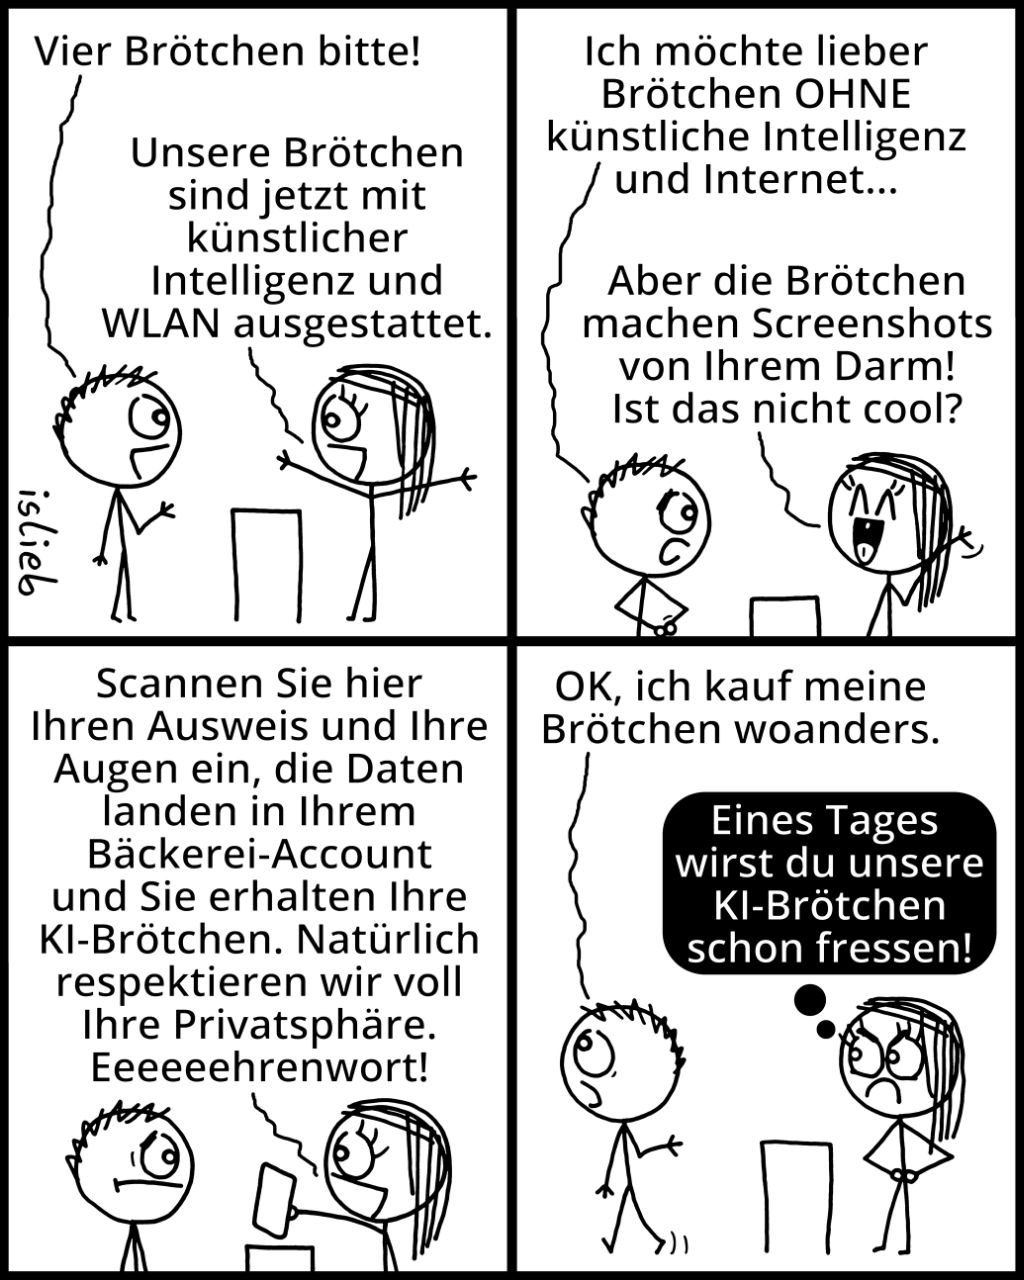 Vier Brötchen bitte!
Unsere Brötchen
sind jetzt mit
künstlicher
Intelligenz und
WLAN ausgestattet.
islieb
Ich möchte lieber
Brötchen OHNE
künstliche Intelligenz
und Internet...
Aber die Brötchen
machen Screenshots
von Ihrem Darm!
Ist das nicht cool?
Scannen Sie hier
Ihren Ausweis und Ihre
Augen ein, die Daten
landen in Ihrem
Bäckerei-Account
und Sie erhalten Ihre
KI-Brötchen. Natürlich
respektieren wir voll
Ihre Privatsphäre.
Eeeeeeehrenwort!
OK, ich kauf meine
Brötchen woanders.
Eines Tages
wirst du unsere
KI-Brötchen
schon fressen!